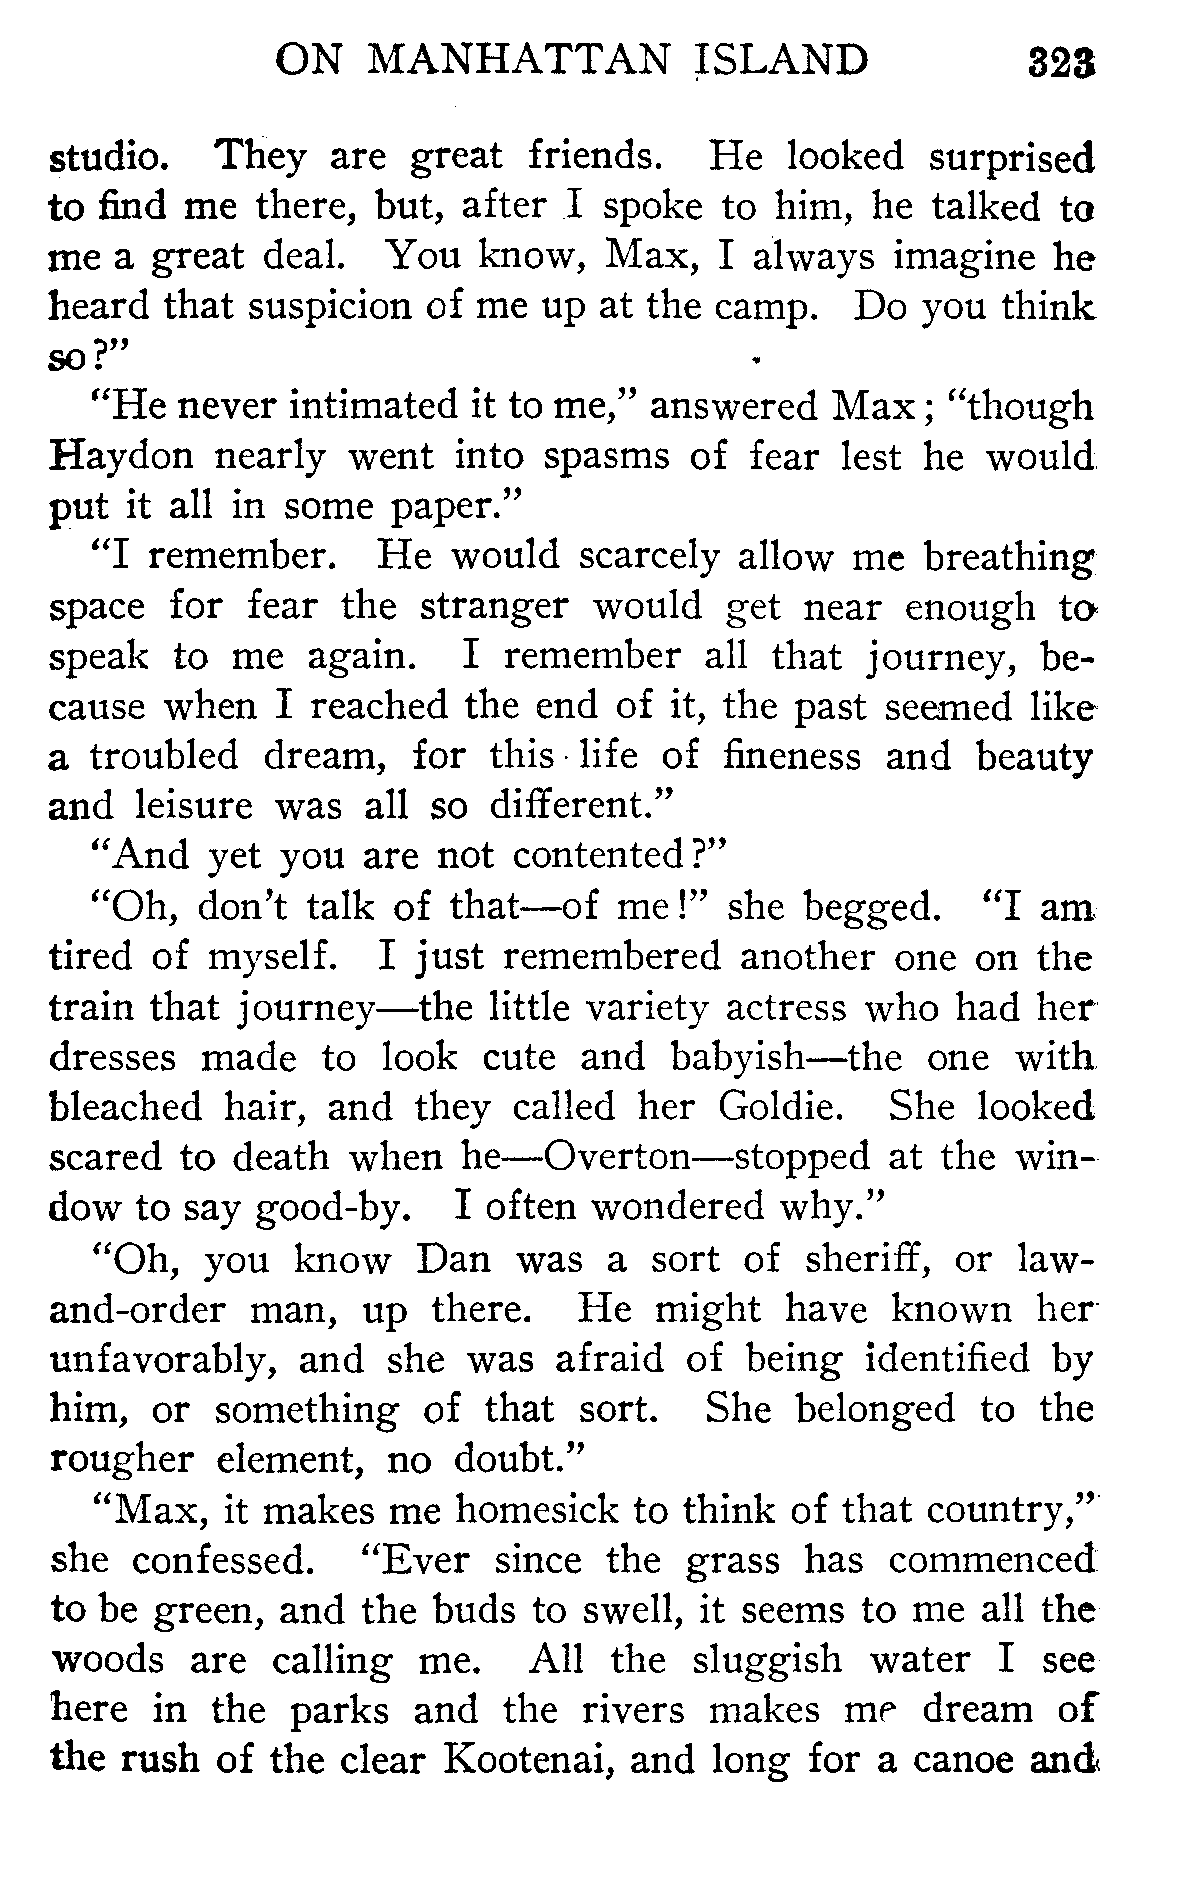 ON MANHATTAN ISLAND 323
studio. They are great friends. He looked surprised
to find me there, but, after I spoke to him, he talked to
me a great deal. You know, Max, I always imagine he
heard that suspicion of me up at the camp. Do you think
so?"
"He never intimated it to me," answered Max; "though
Haydon nearly went into spasms of fear lest he would
put it all in some paper."
"I remember. He would scarcely allow me breathing
space for fear the stranger would get near enough to
speak to me again. I remember all that journey, be-
cause when I reached the end of it, the past seemed like
a troubled dream, for this life of fineness and beauty
and leisure was all so different."
"And yet you are not contented?"
"Oh, don't talk of that—of me!" she begged. "I am
tired of myself. I just remembered another one on the
train that journey—the little variety actress who had her
dresses made to look cute and babyish—the one with
bleached hair, and they called her Goldie. She looked
scared to death when he—Overton—stopped at the win-
dow to say good-by. I often wondered why."
"Oh, you know Dan was a sort of sheriff, or law-
and-order man, up there. He might have known her
unfavorably, and she was afraid of being identified by
him, or something of that sort. She belonged to the
rougher element, no doubt."
"Max, it makes me homesick to think of that country,"
she confessed. "Ever since the grass has commenced
to be green, and the buds to swell, it seems to me all the
woods are calling me. All the sluggish water I see
here in the parks and the rivers makes me dream of
the rush of the clear Kootenai, and long for a canoe and